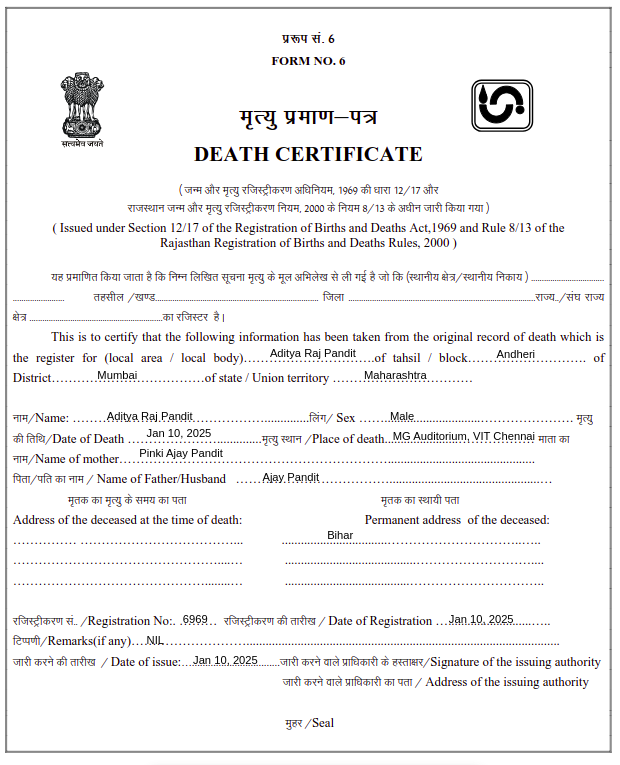 प्ररूप सं. 6
FORM NO. 6
सत्यमेव जयते
मृत्यु प्रमाण–पत्र
DEATH CERTIFICATE
( जन्म और मृत्यु रजिस्ट्रीकरण अधिनियम, 1969 की धारा 12/17 और
राजस्थान जन्म और मृत्यु रजिस्ट्रीकरण नियम, 2000 के नियम 8/13 के अधीन जारी किया गया )
( Issued under Section 12/17 of the Registration of Births and Deaths Act,1969 and Rule 8/13 of the
Rajasthan Registration of Births and Deaths Rules, 2000 )
यह प्रमाणित किया जाता है कि निम्न लिखित सूचना मृत्यु के मूल अभिलेख से ली गई है जो कि (स्थानीय क्षेत्र/स्थानीय निकाय ) ........................
.................... तहसील /खण्ड.................................................... जिला ............................................................राज्य../संघ राज्य
क्षेत्र ...........................................का रजिस्टर है।
This is to certify that the following information has been taken from the original record of death which is
the register for (local area / local body)……Aditya Raj Pandit……of tahsil / block……Andheri…………. of
District…………Mumbai……………of state / Union territory ………Maharashtra…………
नाम/Name: ………Aditya Raj Pandit………................लिंग/ Sex ……..Male……………………………. मृत्यु
की तिथि/Date of Death ……Jan 10, 2025…..............मृत्यु स्थान /Place of death...MG Auditorium, VIT Chennai माता का
नाम/Name of mother……Pinki Ajay Pandit……………………............................................................
पिता/पति का नाम / Name of Father/Husband ………Ajay Pandit…………………..................................…
मृतक का मृत्यु के समय का पता मृतक का स्थायी पता
Address of the deceased at the time of death: Permanent address of the deceased:
…………… …………………………………... ...............Bihar……………………………...…..
……………………………………………..… ......................……………………………...…..
……………………………………….........… ......................……………………………...…..
रजिस्ट्रीकरण सं.. /Registration No:. 6969…… रजिस्ट्रीकरण की तारीख / Date of Registration …Jan 10, 2025........…..
टिप्पणी/Remarks(if any)….NIL……………………................................................................
जारी करने की तारीख / Date of issue:…Jan 10, 2025........जारी करने वाले प्राधिकारी के हस्ताक्षर/Signature of the issuing authority
जारी करने वाले प्राधिकारी का पता / Address of the issuing authority
मुहर /Seal